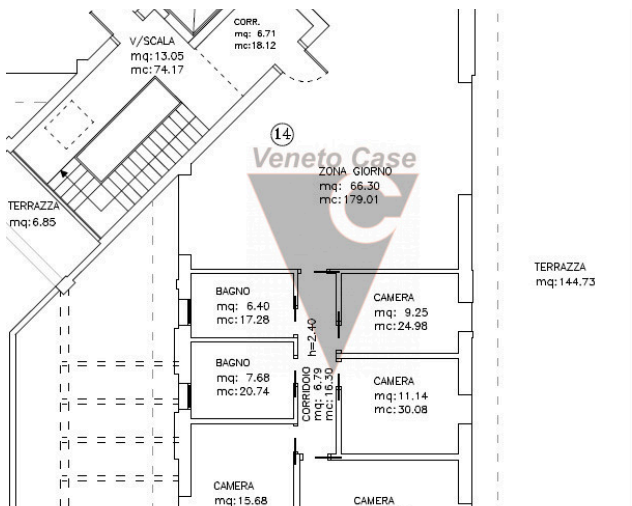 CORR.
mq: 6.71
mc:18.12
V/SCALA
mq:13.05
mc:74.17
14
Veneto Case
ZONA GIORNO
mq: 66.30
mc:179.01
TERRAZZA
mq:6.85
TERRAZZA
mq:144.73
BAGNO
mq: 6.40
mc:17.28
CAMERA
mq: 9.25
mc:24.98
h=2.40
BAGNO
mq: 7.68
mc:20.74
CORRIDOIO
mq: 6.79
mc:16.30
CAMERA
mq:11.14
mc:30.08
CAMERA
mq:15.68
CAMERA